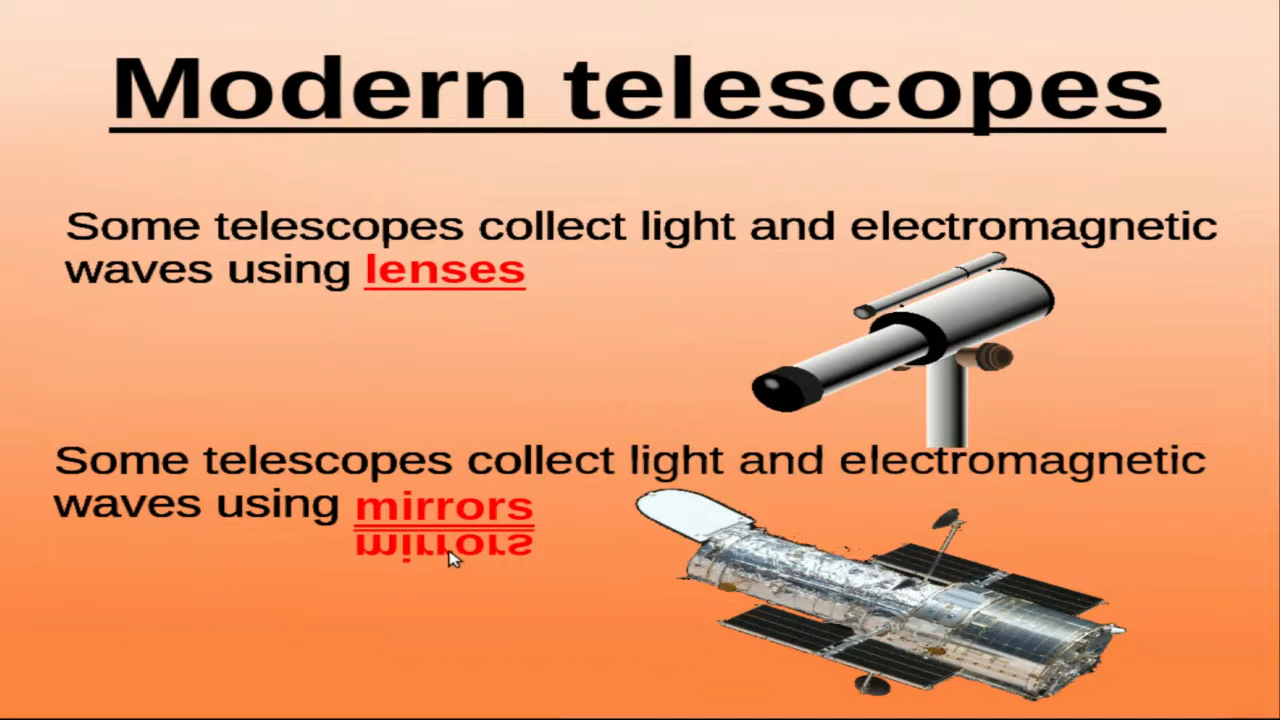 Modern telescopes
Some telescopes collect light and electromagnetic
waves using lenses
Some telescopes collect light and electromagnetic
waves using mirrors
mirrors